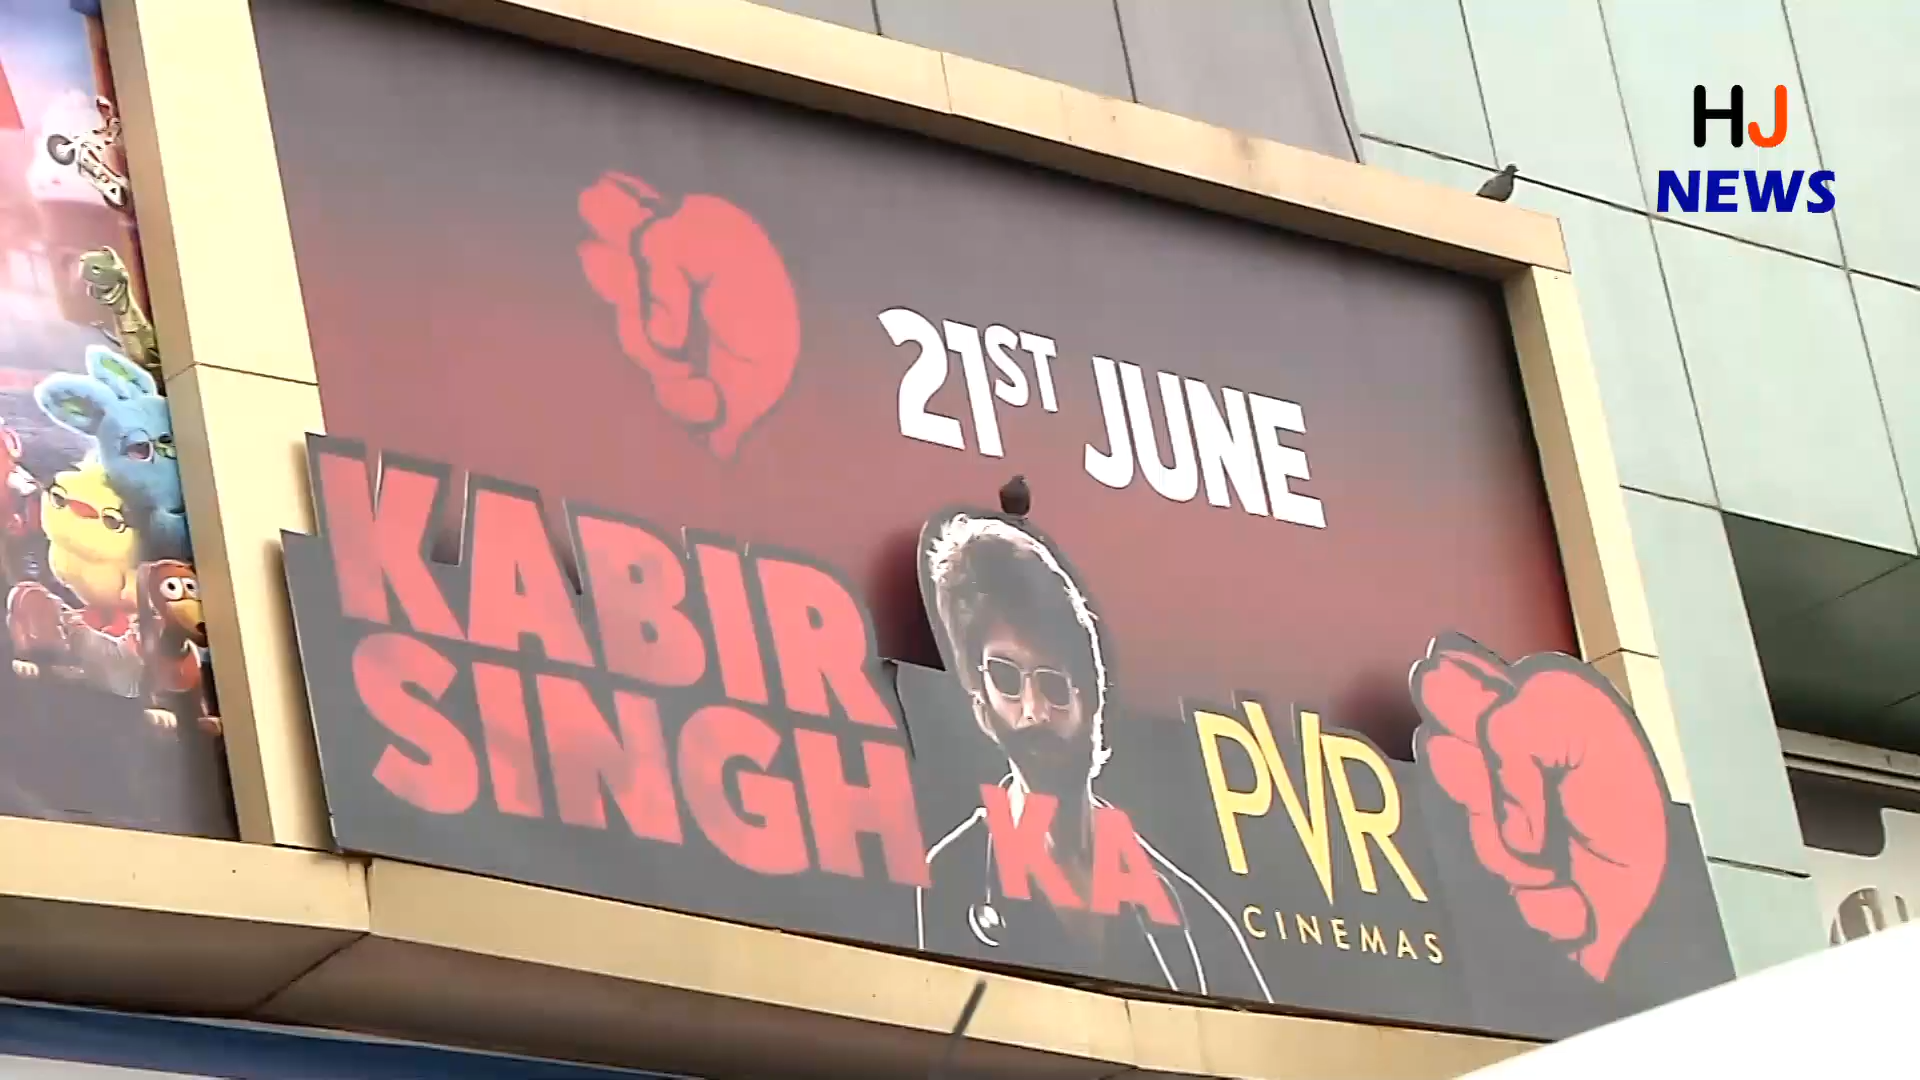 HJ
NEWS
21ST JUNE
KABIR
SINGH KA
PVR
CINEMAS